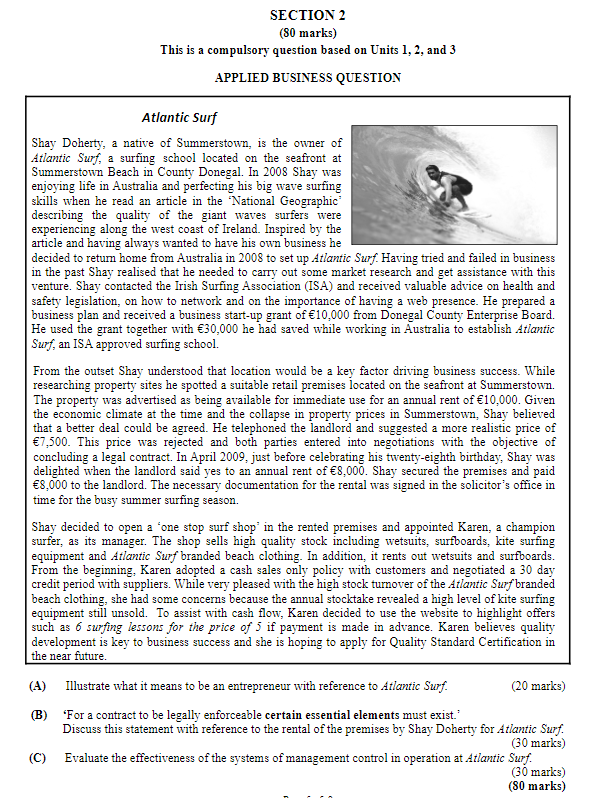 SECTION 2
(80 marks)
This is a compulsory question based on Units 1, 2, and 3
APPLIED BUSINESS QUESTION
Atlantic Surf
Shay Doherty, a native of Summerstown, is the owner of
Atlantic Surf, a surfing school located on the seafront at
Summerstown Beach in County Donegal. In 2008 Shay was
enjoying life in Australia and perfecting his big wave surfing
skills when he read an article in the ‘National Geographic’
describing the quality of the giant waves surfers were
experiencing along the west coast of Ireland. Inspired by the
article and having always wanted to have his own business he
decided to return home from Australia in 2008 to set up Atlantic Surf. Having tried and failed in business
in the past Shay realised that he needed to carry out some market research and get assistance with this
venture. Shay contacted the Irish Surfing Association (ISA) and received valuable advice on health and
safety legislation, on how to network and on the importance of having a web presence. He prepared a
business plan and received a business start-up grant of €10,000 from Donegal County Enterprise Board.
He used the grant together with €30,000 he had saved while working in Australia to establish Atlantic
Surf, an ISA approved surfing school.
From the outset Shay understood that location would be a key factor driving business success. While
researching property sites he spotted a suitable retail premises located on the seafront at Summerstown.
The property was advertised as being available for immediate use for an annual rent of €10,000. Given
the economic climate at the time and the collapse in property prices in Summerstown, Shay believed
that a better deal could be agreed. He telephoned the landlord and suggested a more realistic price of
€7,500. This price was rejected and both parties entered into negotiations with the objective of
concluding a legal contract. In April 2009, just before celebrating his twenty-eighth birthday, Shay was
delighted when the landlord said yes to an annual rent of €8,000. Shay secured the premises and paid
€8,000 to the landlord. The necessary documentation for the rental was signed in the solicitor’s office in
time for the busy summer surfing season.
Shay decided to open a ‘one stop surf shop’ in the rented premises and appointed Karen, a champion
surfer, as its manager. The shop sells high quality stock including wetsuits, surfboards, kite surfing
equipment and Atlantic Surf branded beach clothing. In addition, it rents out wetsuits and surfboards.
From the beginning, Karen adopted a cash sales only policy with customers and negotiated a 30 day
credit period with suppliers. While very pleased with the high stock turnover of the Atlantic Surf branded
beach clothing, she had some concerns because the annual stocktake revealed a high level of kite surfing
equipment still unsold. To assist with cash flow, Karen decided to use the website to highlight offers
such as 6 surfing lessons for the price of 5 if payment is made in advance. Karen believes quality
development is key to business success and she is hoping to apply for Quality Standard Certification in
the near future.
(A) Illustrate what it means to be an entrepreneur with reference to Atlantic Surf. (20 marks)
(B) ‘For a contract to be legally enforceable certain essential elements must exist.’
Discuss this statement with reference to the rental of the premises by Shay Doherty for Atlantic Surf.
(30 marks)
(C) Evaluate the effectiveness of the systems of management control in operation at Atlantic Surf.
(30 marks)
(80 marks)